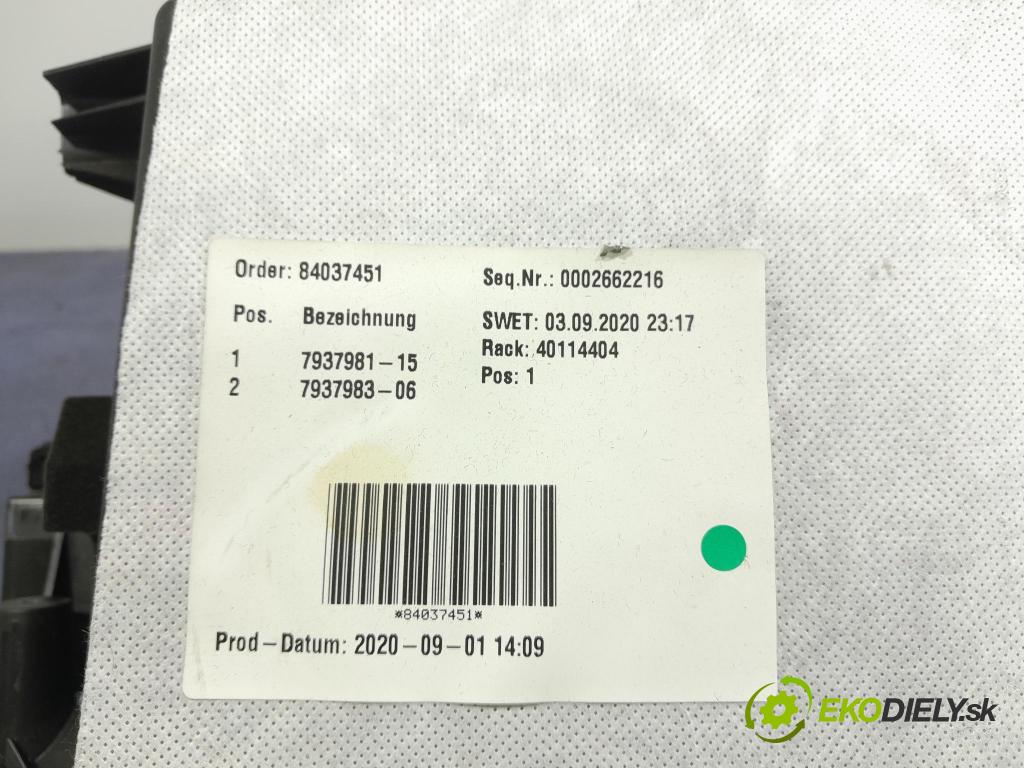 Order: 84037451
Seq.Nr.: 0002662216
Pos. Bezeichnung
1 7937981-15
2 7937983-06
SWET: 03.09.2020 23:17
Rack: 40114404
Pos: 1
*84037451*
Prod-Datum: 2020-09-01 14:09
EKODIELY.sk